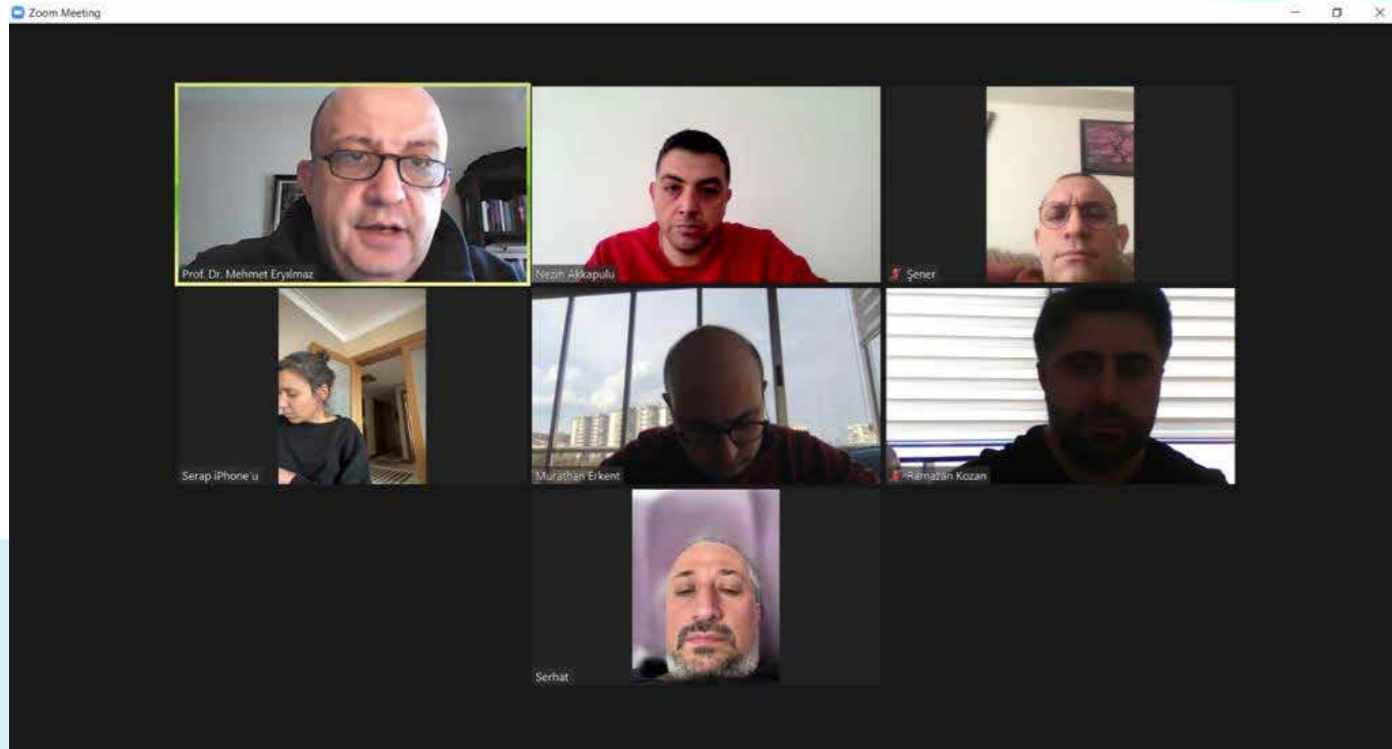 Zoom Meeting
Prof. Dr. Mehmet Eryılmaz
Nezih Akkapulu
Şener
Serap iPhone'u
Murathan Erkent
Ramazan Kozan
Serhat